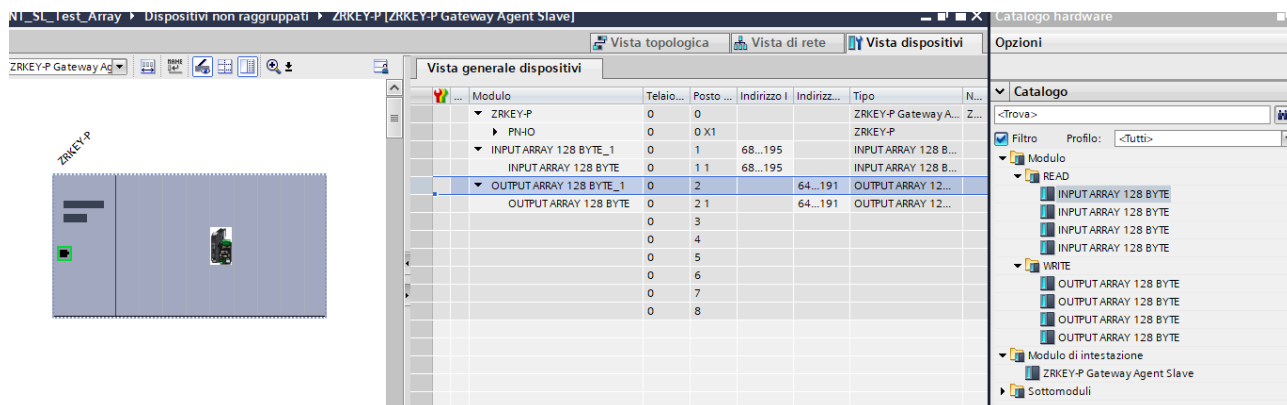 NT_SL_Test_Array ▸ Dispositivi non raggruppati ▸ ZRKEY-P [ZRKEY-P Gateway Agent Slave]
Vista topologica Vista di rete Vista dispositivi
ZRKEY-P Gateway Ag
ZRKEY-P
Vista generale dispositivi
... Modulo Telaio... Posto ... Indirizzo I Indirizz... Tipo N...
ZRKEY-P 0 0 ZRKEY-P Gateway A... Z...
PN-IO 0 0 X1 ZRKEY-P
INPUT ARRAY 128 BYTE_1 0 1 68...195 INPUT ARRAY 128 B...
INPUT ARRAY 128 BYTE 0 1 1 68...195 INPUT ARRAY 128 B...
OUTPUT ARRAY 128 BYTE_1 0 2 64...191 OUTPUT ARRAY 12...
OUTPUT ARRAY 128 BYTE 0 2 1 64...191 OUTPUT ARRAY 12...
0 3
0 4
0 5
0 6
0 7
0 8
Catalogo hardware
Opzioni
Catalogo
<Trova>
Filtro Profilo: <Tutti>
Modulo
READ
INPUT ARRAY 128 BYTE
INPUT ARRAY 128 BYTE
INPUT ARRAY 128 BYTE
INPUT ARRAY 128 BYTE
WRITE
OUTPUT ARRAY 128 BYTE
OUTPUT ARRAY 128 BYTE
OUTPUT ARRAY 128 BYTE
OUTPUT ARRAY 128 BYTE
Modulo di intestazione
ZRKEY-P Gateway Agent Slave
Sottomoduli